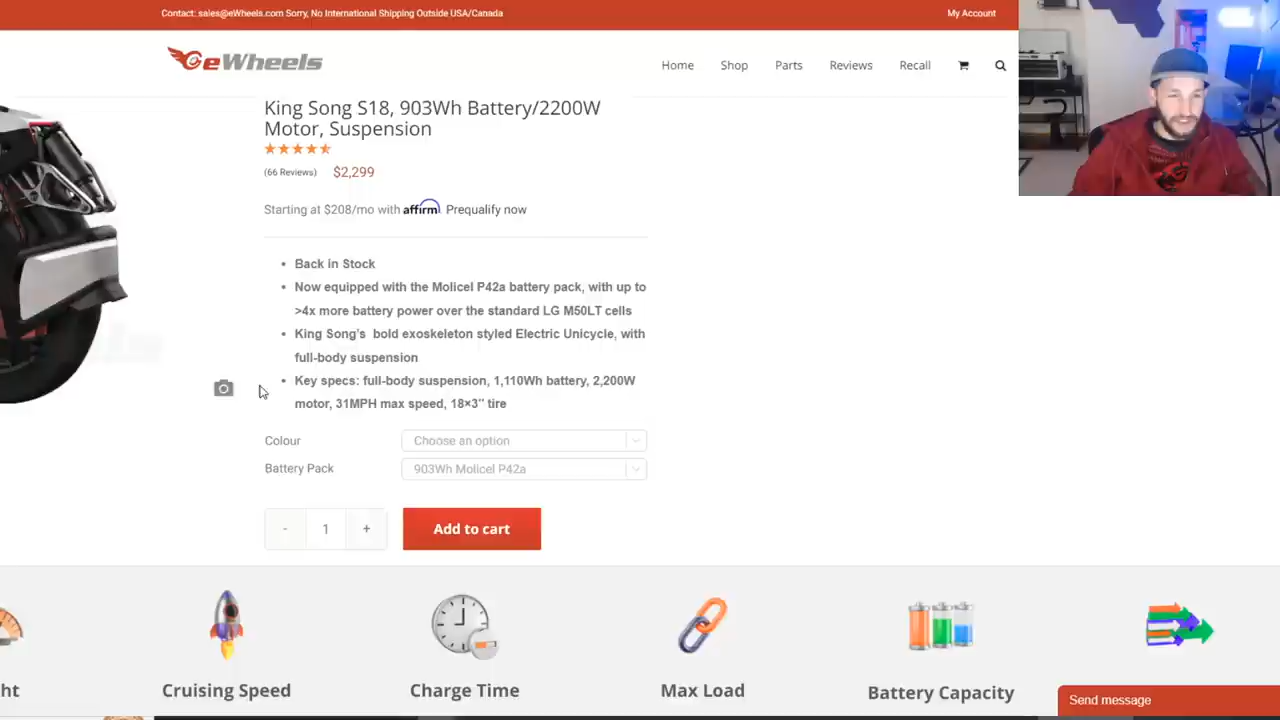 Contact: sales@eWheels.com Sorry, No International Shipping Outside USA/Canada
My Account
eWheels
Home
Shop
Parts
Reviews
Recall
King Song S18, 903Wh Battery/2200W
Motor, Suspension
(66 Reviews) $2,299
Starting at $208/mo with affirm Prequalify now
• Back in Stock
• Now equipped with the Molicel P42a battery pack, with up to
>4x more battery power over the standard LG M50LT cells
• King Song's bold exoskeleton styled Electric Unicycle, with
full-body suspension
• Key specs: full-body suspension, 1,110Wh battery, 2,200W
motor, 31MPH max speed, 18×3" tire
Colour Choose an option
Battery Pack 903Wh Molicel P42a
- 1 + Add to cart
ht
Cruising Speed
Charge Time
Max Load
Battery Capacity
Send message